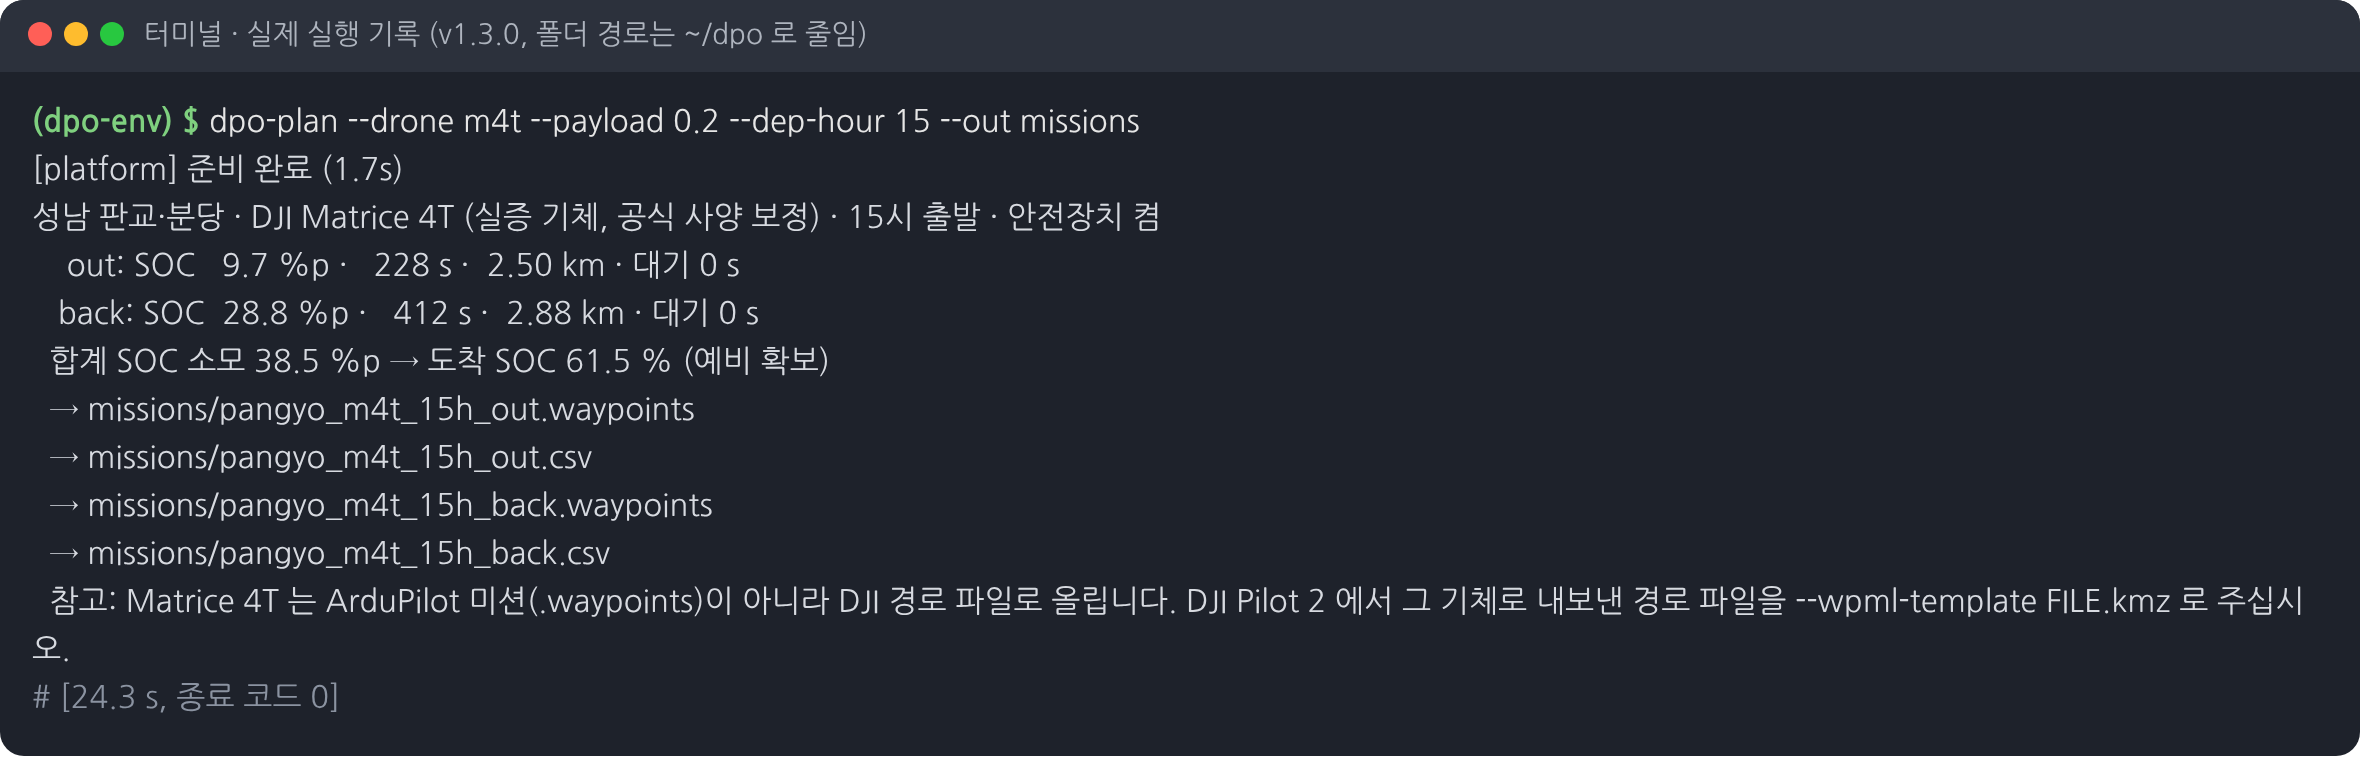 터미널 · 실제 실행 기록 (v1.3.0, 폴더 경로는 ~/dpo 로 줄임)
(dpo-env) $ dpo-plan --drone m4t --payload 0.2 --dep-hour 15 --out missions
[platform] 준비 완료 (1.7s)
성남 판교·분당 · DJI Matrice 4T (실증 기체, 공식 사양 보정) · 15시 출발 · 안전장치 켬
out: SOC 9.7 %p · 228 s · 2.50 km · 대기 0 s
back: SOC 28.8 %p · 412 s · 2.88 km · 대기 0 s
합계 SOC 소모 38.5 %p → 도착 SOC 61.5 % (예비 확보)
→ missions/pangyo_m4t_15h_out.waypoints
→ missions/pangyo_m4t_15h_out.csv
→ missions/pangyo_m4t_15h_back.waypoints
→ missions/pangyo_m4t_15h_back.csv
참고: Matrice 4T 는 ArduPilot 미션(.waypoints)이 아니라 DJI 경로 파일로 올립니다. DJI Pilot 2 에서 그 기체로 내보낸 경로 파일을 --wpml-template FILE.kmz 로 주십시
오.
# [24.3 s, 종료 코드 0]